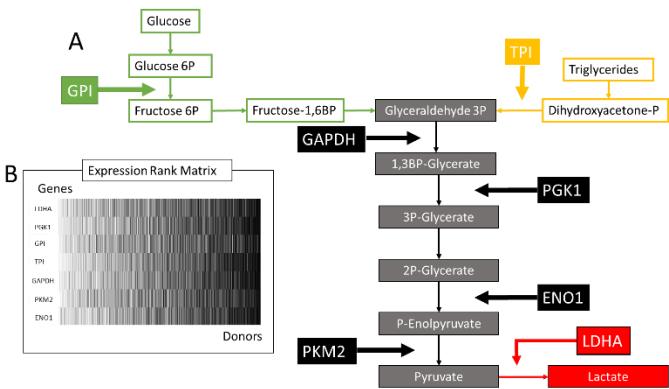 A
Glucose
Glucose 6P
GPI
Fructose 6P
Fructose-1,6BP
Glyceraldehyde 3P
TPI
Triglycerides
Dihydroxyacetone-P
GAPDH
1,3BP-Glycerate
PGK1
3P-Glycerate
2P-Glycerate
ENO1
P-Enolpyruvate
PKM2
LDHA
Pyruvate
Lactate
B
Expression Rank Matrix
Genes
LDHA
PGK1
GPI
TPI
GAPDH
PKM2
ENO1
Donors